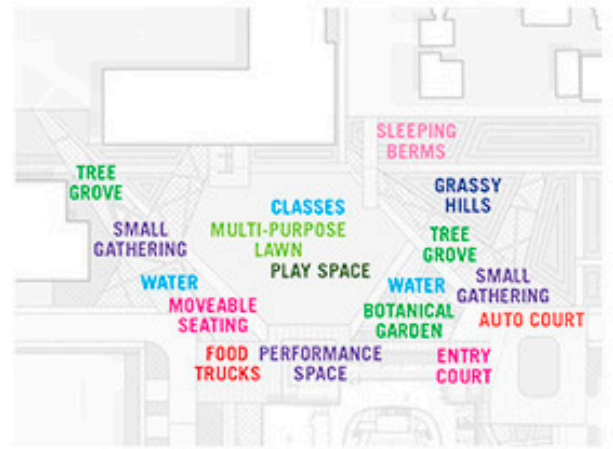 SLEEPING
BERMS
TREE
GROVE
GRASSY
HILLS
CLASSES
SMALL
GATHERING
MULTI-PURPOSE
LAWN
TREE
GROVE
PLAY SPACE
WATER
WATER
SMALL
GATHERING
MOVEABLE
SEATING
BOTANICAL
GARDEN
AUTO COURT
FOOD
TRUCKS
PERFORMANCE
SPACE
ENTRY
COURT